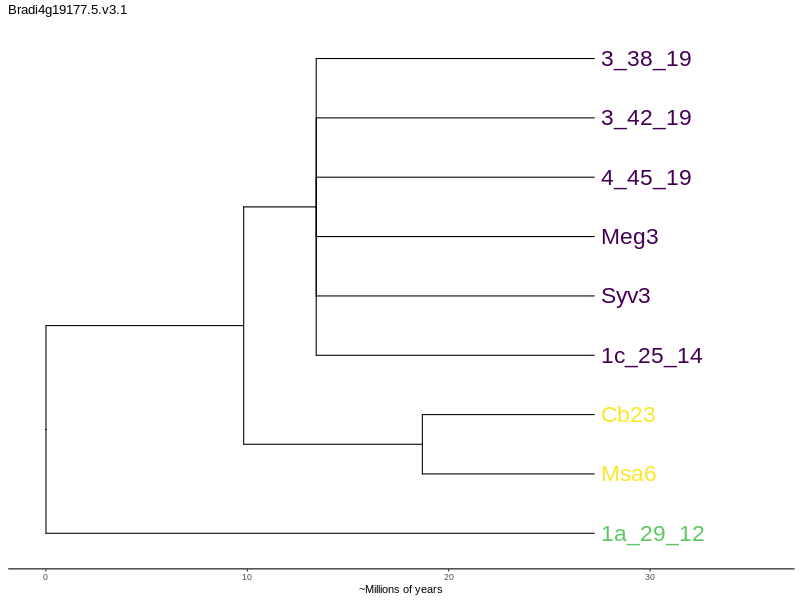 Bradi4g19177.5.v3.1
3_38_19
3_42_19
4_45_19
Meg3
Syv3
1c_25_14
Cb23
Msa6
1a_29_12
0 10 20 30
~Millions of years